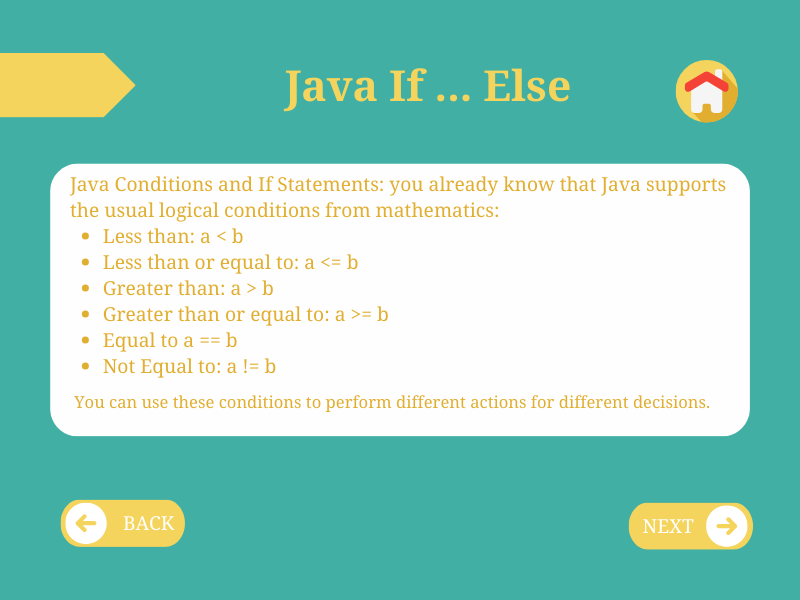 Java If ... Else
Java Conditions and If Statements: you already know that Java supports
the usual logical conditions from mathematics:
• Less than: a < b
• Less than or equal to: a <= b
• Greater than: a > b
• Greater than or equal to: a >= b
• Equal to a == b
• Not Equal to: a != b
You can use these conditions to perform different actions for different decisions.
BACK
NEXT